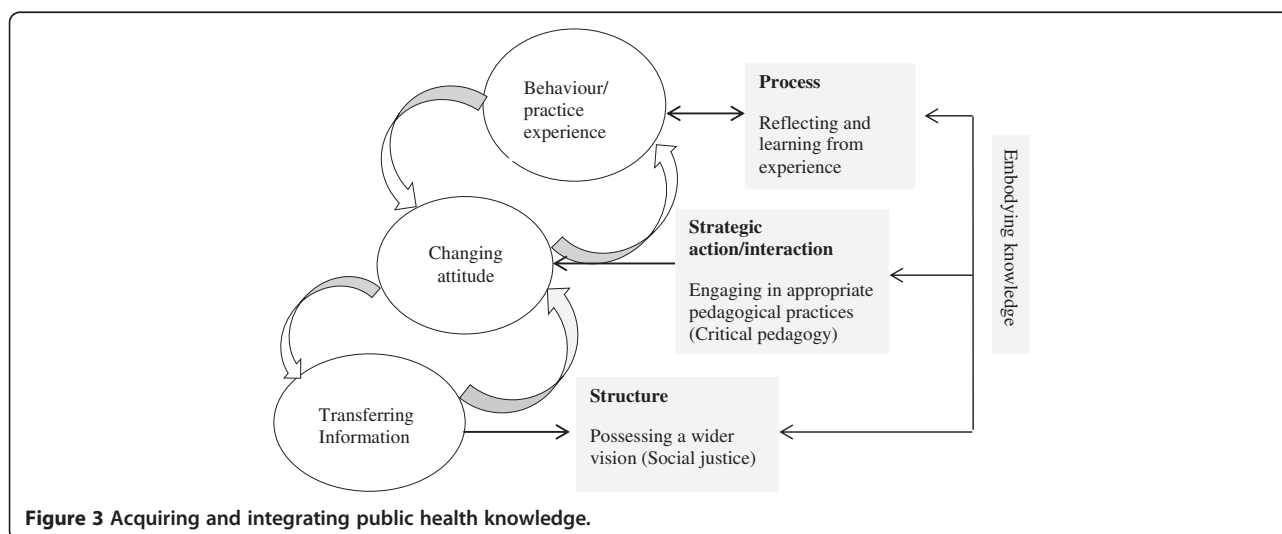 Behaviour/
practice
experience
Process
Reflecting and
learning from
experience
Embodying knowledge
Changing
attitude
Strategic
action/interaction
Engaging in appropriate
pedagogical practices
(Critical pedagogy)
Transferring
Information
Structure
Possessing a wider
vision (Social justice)
Figure 3 Acquiring and integrating public health knowledge.